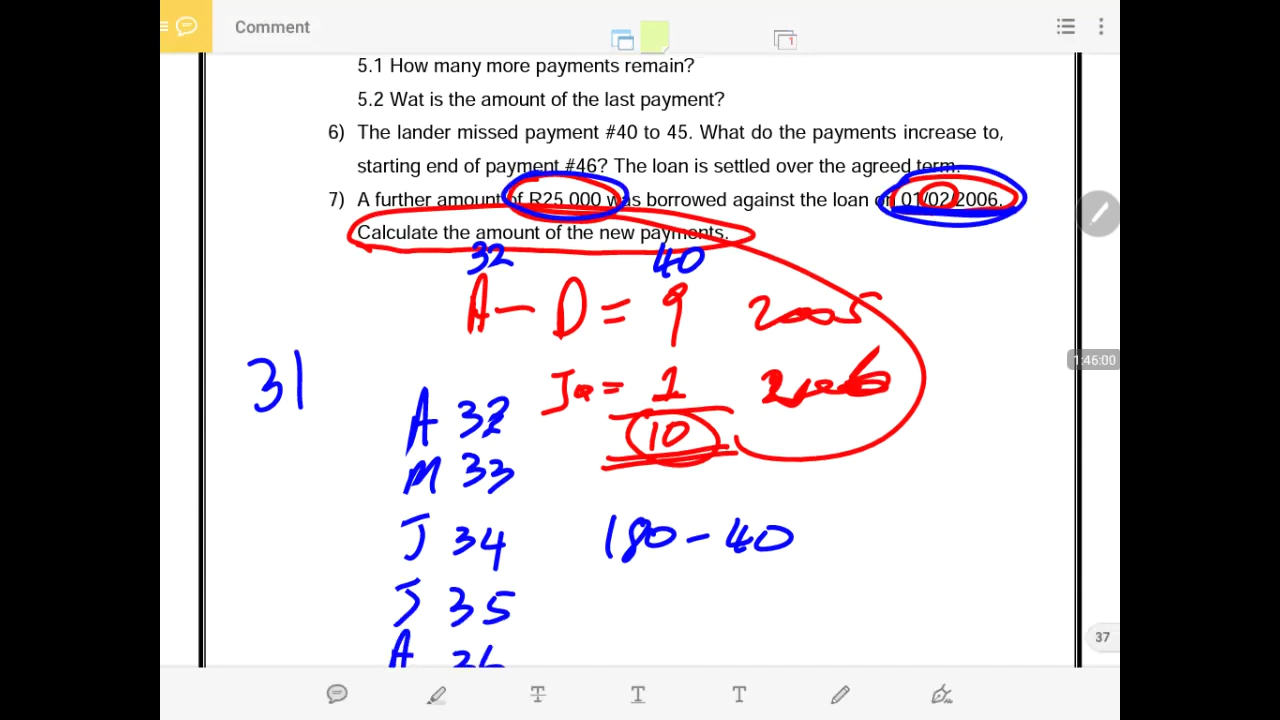 Comment
1
5.1 How many more payments remain?
5.2 Wat is the amount of the last payment?
6) The lander missed payment #40 to 45. What do the payments increase to,
starting end of payment #46? The loan is settled over the agreed term.
7) A further amount of R25 000 was borrowed against the loan on 01/02/2006.
Calculate the amount of the new payments.
32 40
A - D = 9 2005
Ja = 1 2006
10
31
A 32
M 33
J 34 180 - 40
J 35
A 36
1:46:00
37
T T T